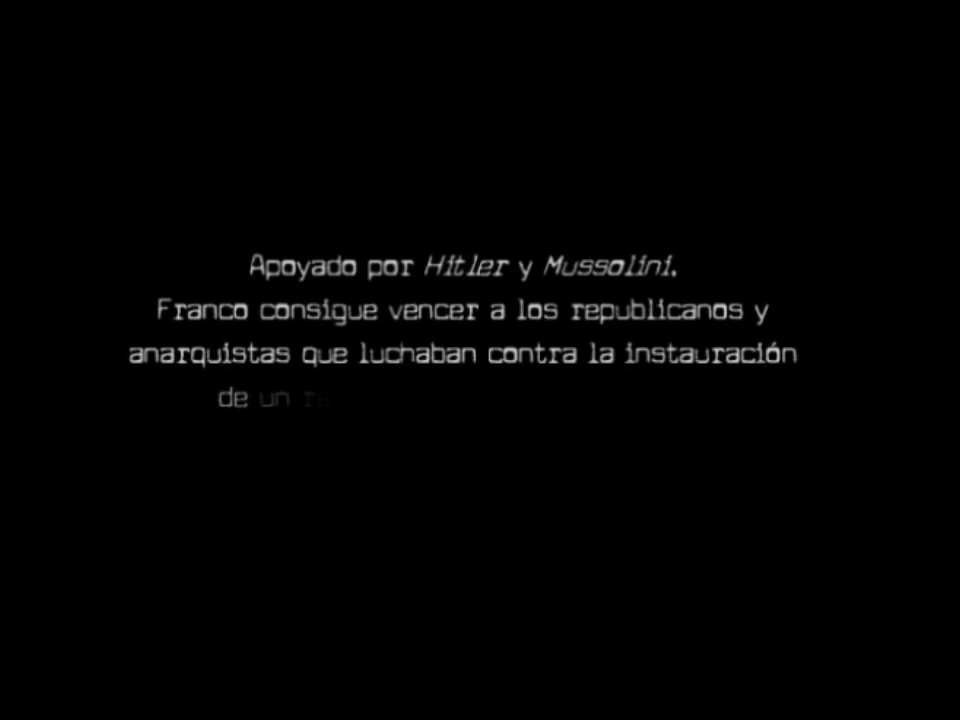 Apoyado por Hitler y Mussolini,
Franco consigue vencer a los republicanos y
anarquistas que luchaban contra la instauración
de un